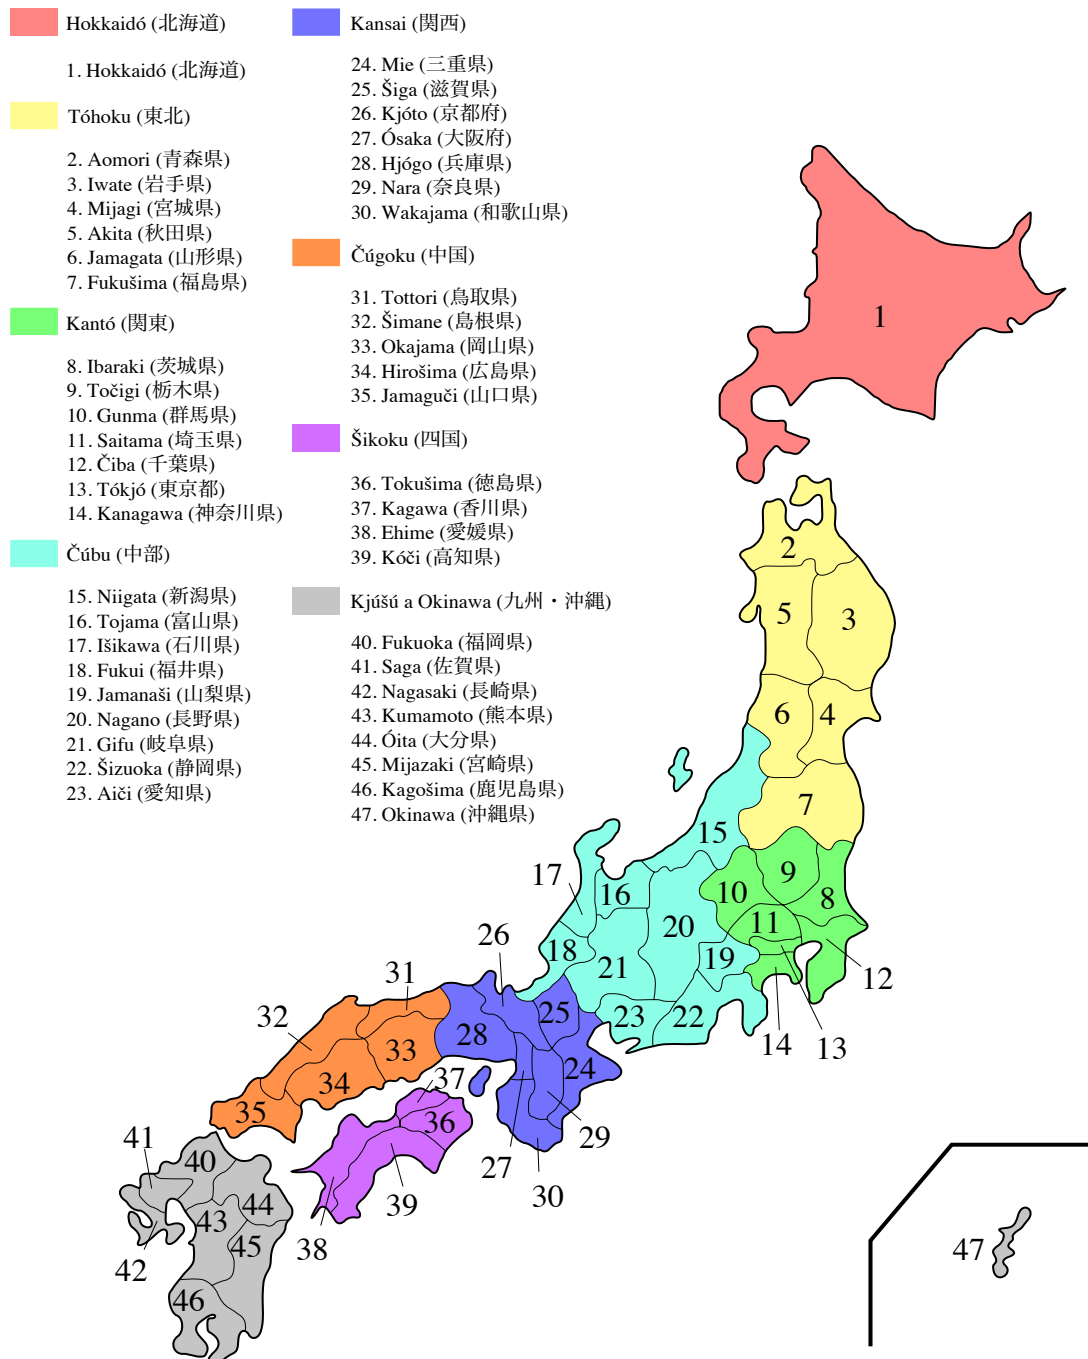 Hokkaidó (北海道)
1. Hokkaidó (北海道)
Tóhoku (東北)
2. Aomori (青森県)
3. Iwate (岩手県)
4. Mijagi (宮城県)
5. Akita (秋田県)
6. Jamagata (山形県)
7. Fukušima (福島県)
Kantó (関東)
8. Ibaraki (茨城県)
9. Točigi (栃木県)
10. Gunma (群馬県)
11. Saitama (埼玉県)
12. Čiba (千葉県)
13. Tókjó (東京都)
14. Kanagawa (神奈川県)
Čúbu (中部)
15. Niigata (新潟県)
16. Tojama (富山県)
17. Išikawa (石川県)
18. Fukui (福井県)
19. Jamanaši (山梨県)
20. Nagano (長野県)
21. Gifu (岐阜県)
22. Šizuoka (静岡県)
23. Aiči (愛知県)
Kansai (関西)
24. Mie (三重県)
25. Šiga (滋賀県)
26. Kjóto (京都府)
27. Ósaka (大阪府)
28. Hjógo (兵庫県)
29. Nara (奈良県)
30. Wakajama (和歌山県)
Čúgoku (中国)
31. Tottori (鳥取県)
32. Šimane (島根県)
33. Okajama (岡山県)
34. Hirošima (広島県)
35. Jamaguči (山口県)
Šikoku (四国)
36. Tokušima (徳島県)
37. Kagawa (香川県)
38. Ehime (愛媛県)
39. Kóči (高知県)
Kjúšú a Okinawa (九州・沖縄)
40. Fukuoka (福岡県)
41. Saga (佐賀県)
42. Nagasaki (長崎県)
43. Kumamoto (熊本県)
44. Óita (大分県)
45. Mijazaki (宮崎県)
46. Kagošima (鹿児島県)
47. Okinawa (沖縄県)
1
2
5
3
6
4
7
15
9
17
16
10
8
11
20
26
18
21
19
12
31
25
32
28
23
22
14
13
33
24
34
37
35
36
29
41
40
27
30
39
44
43
38
45
42
47
46